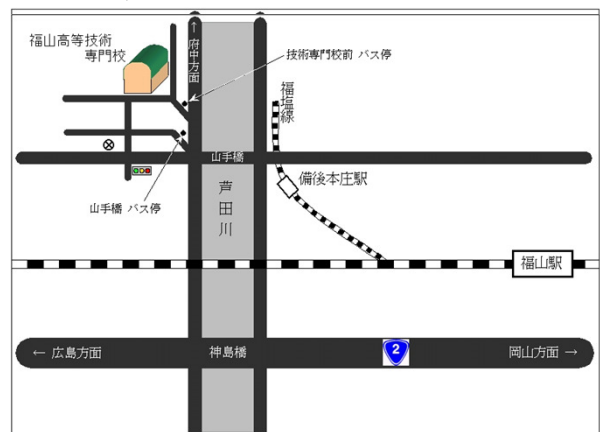 福山高等技術
専門校
← 府中方面
技術専門校前 バス停
福塩線
山手橋
備後本庄駅
山手橋 バス停
芦田川
福山駅
← 広島方面
神島橋
2
岡山方面 →